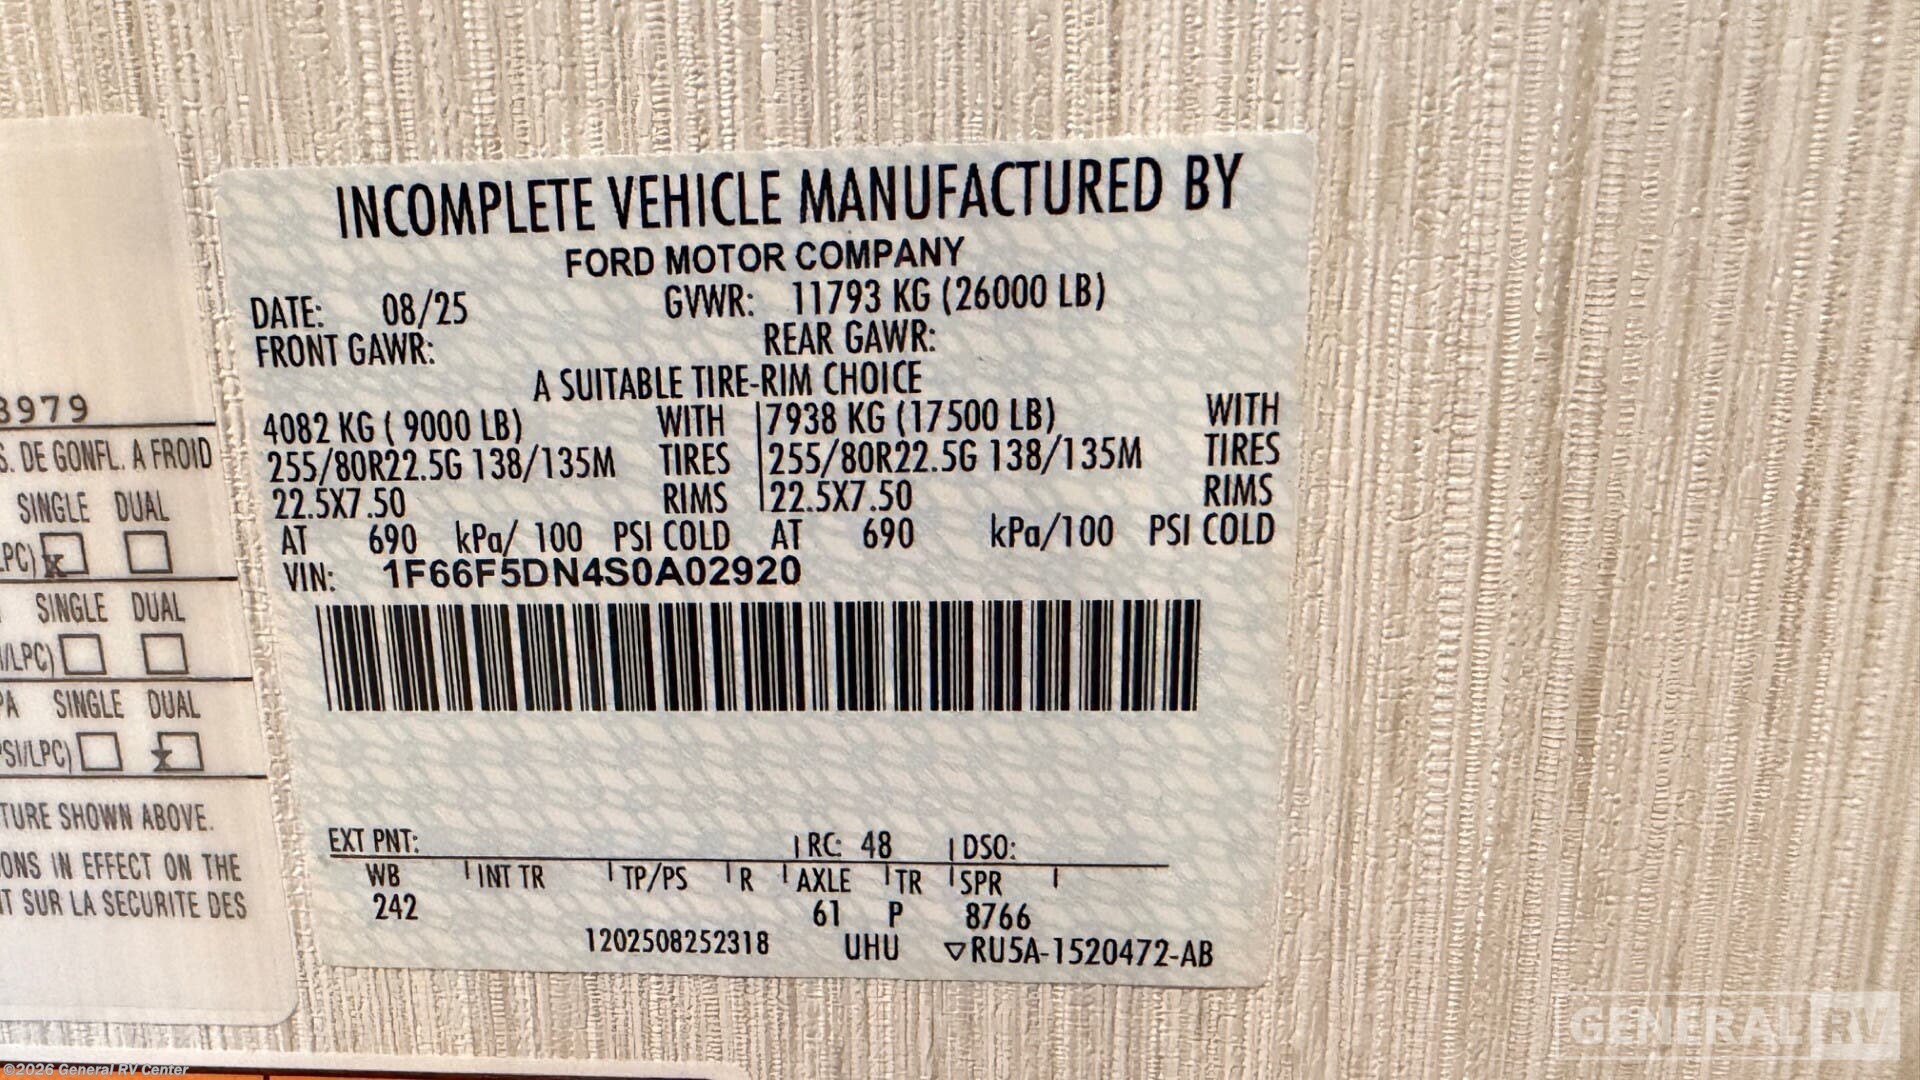 3979
S. DE GONFL. A FROID
SINGLE DUAL
LPC) x
SINGLE DUAL
I/LPC)
PA SINGLE DUAL
PSI/LPC) x
TURE SHOWN ABOVE.
ONS IN EFFECT ON THE
T SUR LA SECURITE DES
INCOMPLETE VEHICLE MANUFACTURED BY
FORD MOTOR COMPANY
DATE: 08/25 GVWR: 11793 KG (26000 LB)
FRONT GAWR: REAR GAWR:
A SUITABLE TIRE-RIM CHOICE
4082 KG ( 9000 LB) WITH 7938 KG (17500 LB) WITH
255/80R22.5G 138/135M TIRES 255/80R22.5G 138/135M TIRES
22.5X7.50 RIMS 22.5X7.50 RIMS
AT 690 kPa/ 100 PSI COLD AT 690 kPa/100 PSI COLD
VIN: 1F66F5DN4S0A02920
EXT PNT: RC: 48 DSO:
WB INT TR TP/PS R AXLE TR SPR
242 61 P 8766
1202508252318 UHU ▽RU5A-1520472-AB
GENERAL RV
©2026 General RV Center